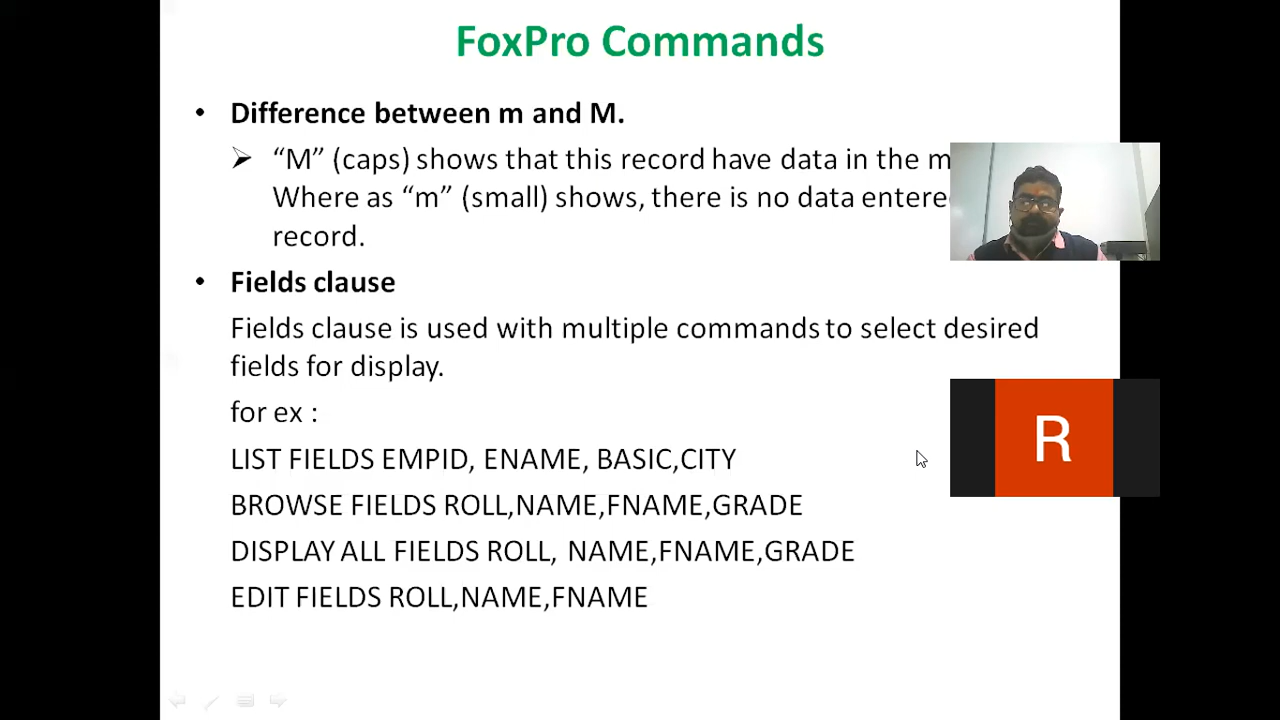 FoxPro Commands
• Difference between m and M.
➢ “M” (caps) shows that this record have data in the
Where as “m” (small) shows, there is no data
record.
• Fields clause
Fields clause is used with multiple commands to select desired
fields for display.
for ex :
LIST FIELDS EMPID, ENAME, BASIC,CITY
BROWSE FIELDS ROLL,NAME,FNAME,GRADE
DISPLAY ALL FIELDS ROLL, NAME,FNAME,GRADE
EDIT FIELDS ROLL,NAME,FNAME
R